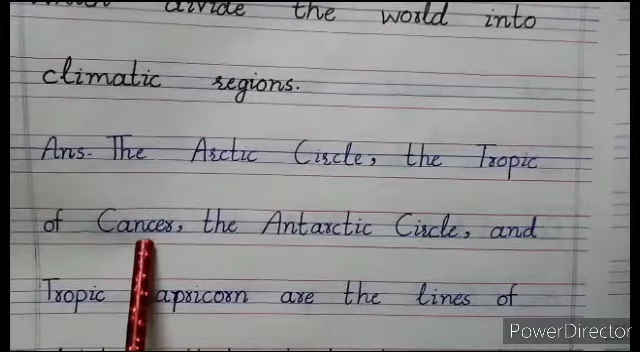 divide the world into
climatic regions.
Ans- The Arctic Circle, the Tropic
of Cancer, the Antarctic Circle, and
Tropic apricorn are the lines of
PowerDirector